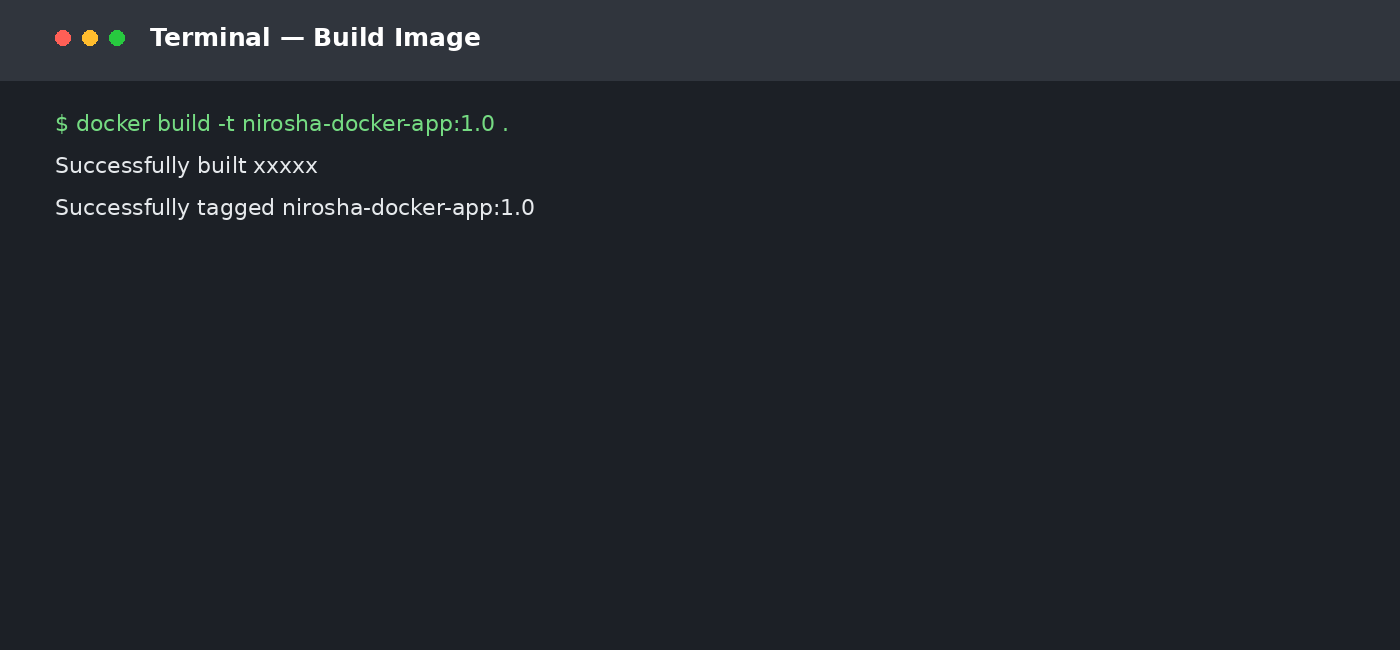 Terminal — Build Image
$ docker build -t nirosha-docker-app:1.0 .
Successfully built xxxxx
Successfully tagged nirosha-docker-app:1.0